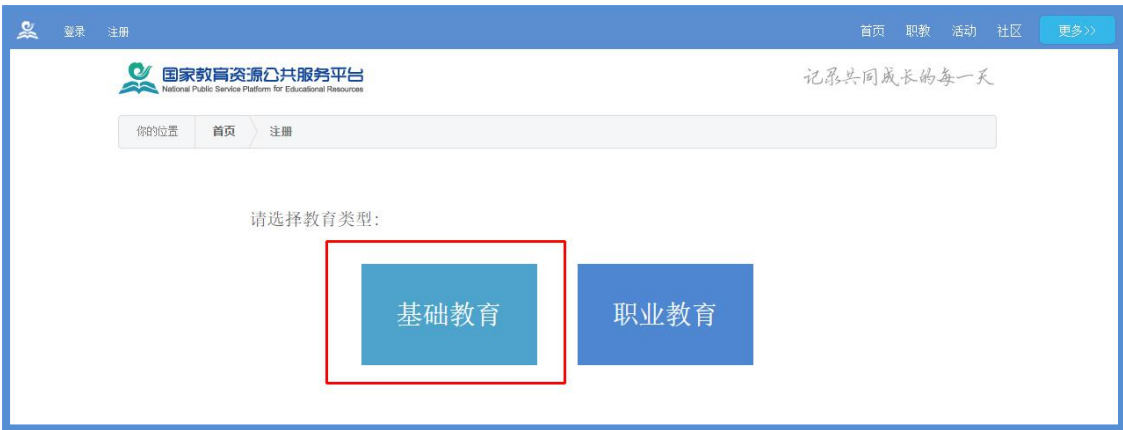 登录 注册 首页 职教 活动 社区 更多>>
国家教育资源公共服务平台 记录共同成长的每一天
National Public Service Platform for Educational Resources
你的位置 首页 注册
请选择教育类型:
基础教育 职业教育